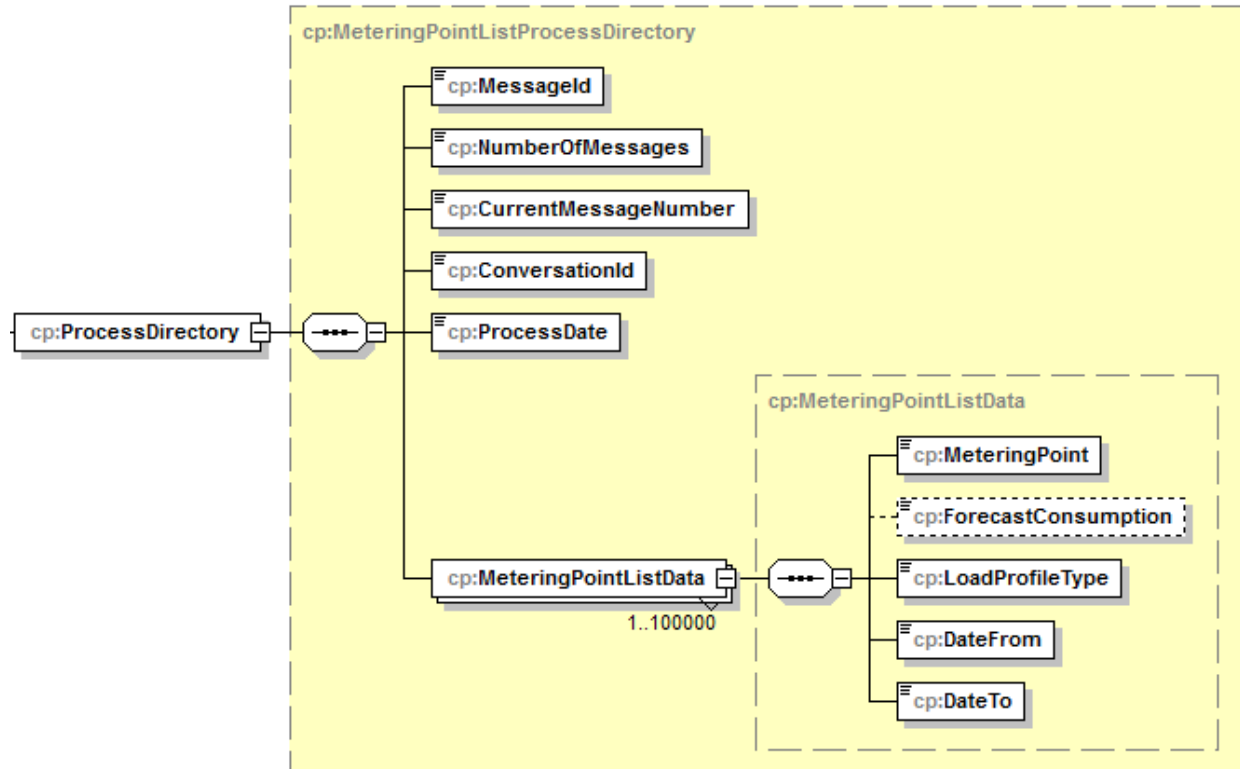 cp:MeteringPointListProcessDirectory
cp:MessageId
cp:NumberOfMessages
cp:CurrentMessageNumber
cp:ConversationId
cp:ProcessDirectory
cp:ProcessDate
cp:MeteringPointListData
cp:MeteringPoint
cp:ForecastConsumption
cp:MeteringPointListData
1..100000
cp:LoadProfileType
cp:DateFrom
cp:DateTo